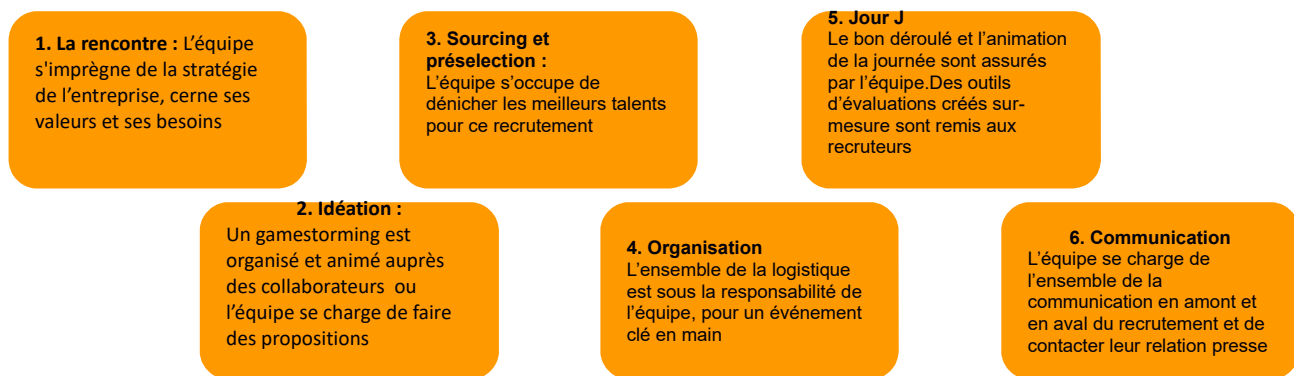 1. La rencontre : L’équipe
s'imprègne de la stratégie
de l’entreprise, cerne ses
valeurs et ses besoins
2. Idéation :
Un gamestorming est
organisé et animé auprès
des collaborateurs ou
l’équipe se charge de faire
des propositions
3. Sourcing et
préselection :
L’équipe s’occupe de
dénicher les meilleurs talents
pour ce recrutement
4. Organisation
L’ensemble de la logistique
est sous la responsabilité de
l’équipe, pour un événement
clé en main
5. Jour J
Le bon déroulé et l’animation
de la journée sont assurés
par l’équipe.Des outils
d’évaluations créés sur-
mesure sont remis aux
recruteurs
6. Communication
L’équipe se charge de
l’ensemble de la
communication en amont et
en aval du recrutement et de
contacter leur relation presse